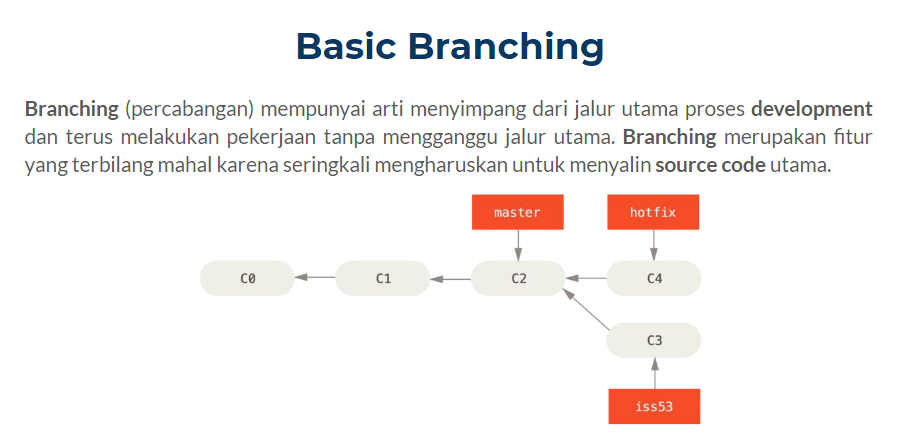 Basic Branching
Branching (percabangan) mempunyai arti menyimpang dari jalur utama proses development
dan terus melakukan pekerjaan tanpa mengganggu jalur utama. Branching merupakan fitur
yang terbilang mahal karena seringkali mengharuskan untuk menyalin source code utama.
master
hotfix
C0
C1
C2
C4
C3
iss53